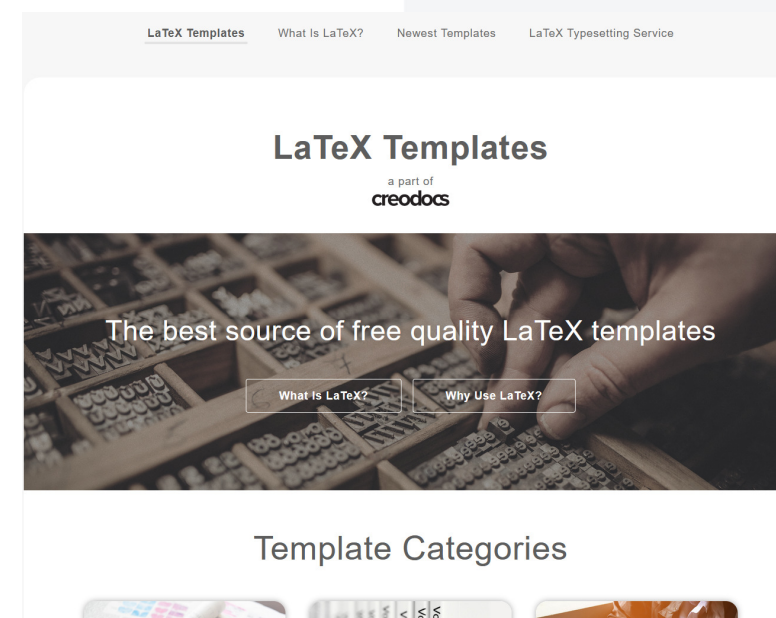 LaTeX Templates What Is LaTeX? Newest Templates LaTeX Typesetting Service
LaTeX Templates
a part of
creodocs
The best source of free quality LaTeX templates
What Is LaTeX? Why Use LaTeX?
Template Categories